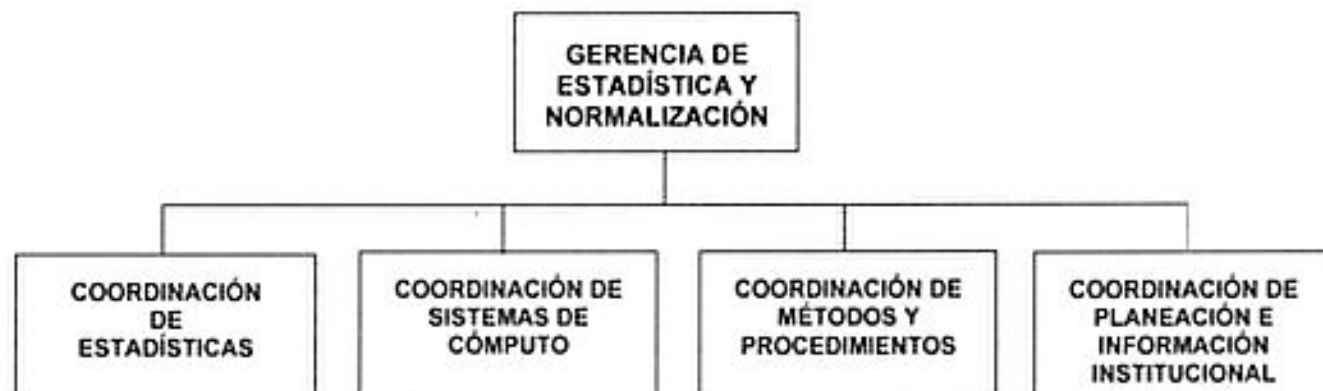 GERENCIA DE
ESTADÍSTICA Y
NORMALIZACIÓN
COORDINACIÓN
DE
ESTADÍSTICAS
COORDINACIÓN DE
SISTEMAS DE
CÓMPUTO
COORDINACIÓN DE
MÉTODOS Y
PROCEDIMIENTOS
COORDINACIÓN DE
PLANEACIÓN E
INFORMACIÓN
INSTITUCIONAL